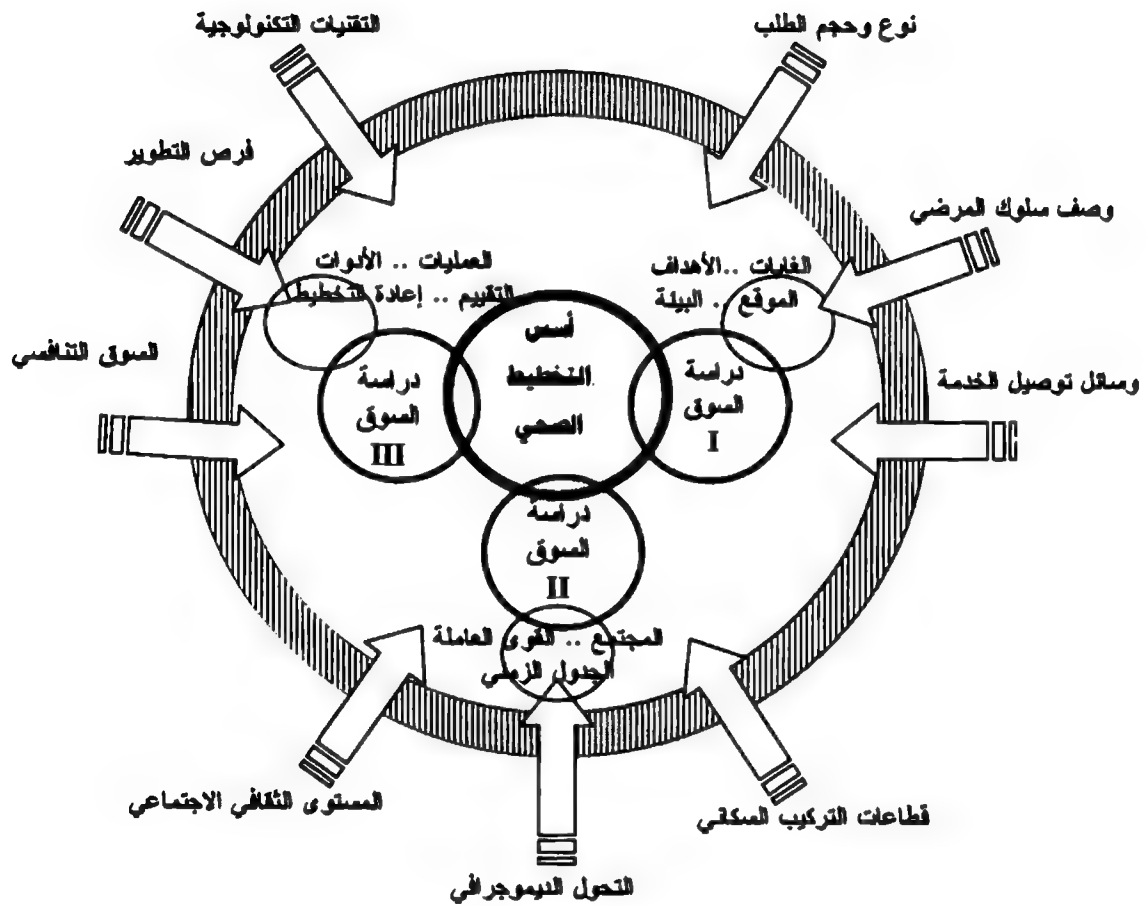 نوع وحجم الطلب
التقنيات التكنولوجية
فرص التطوير
وصف سلوك المرضي
الغايات ..الأهداف
الموقع .. البيئة
العمليات .. الأدوات
التقييم .. إعادة التخطيط
أسس
التخطيط
الصحي
السوق التنافسي
وسائل توصيل الخدمة
دراسة
السوق
I
دراسة
السوق
III
دراسة
السوق
II
المجتمع .. القوى العاملة
الجدول الزمني
المستوى الثقافي الاجتماعي
قطاعات التركيب السكاني
التحول الديموجرافي